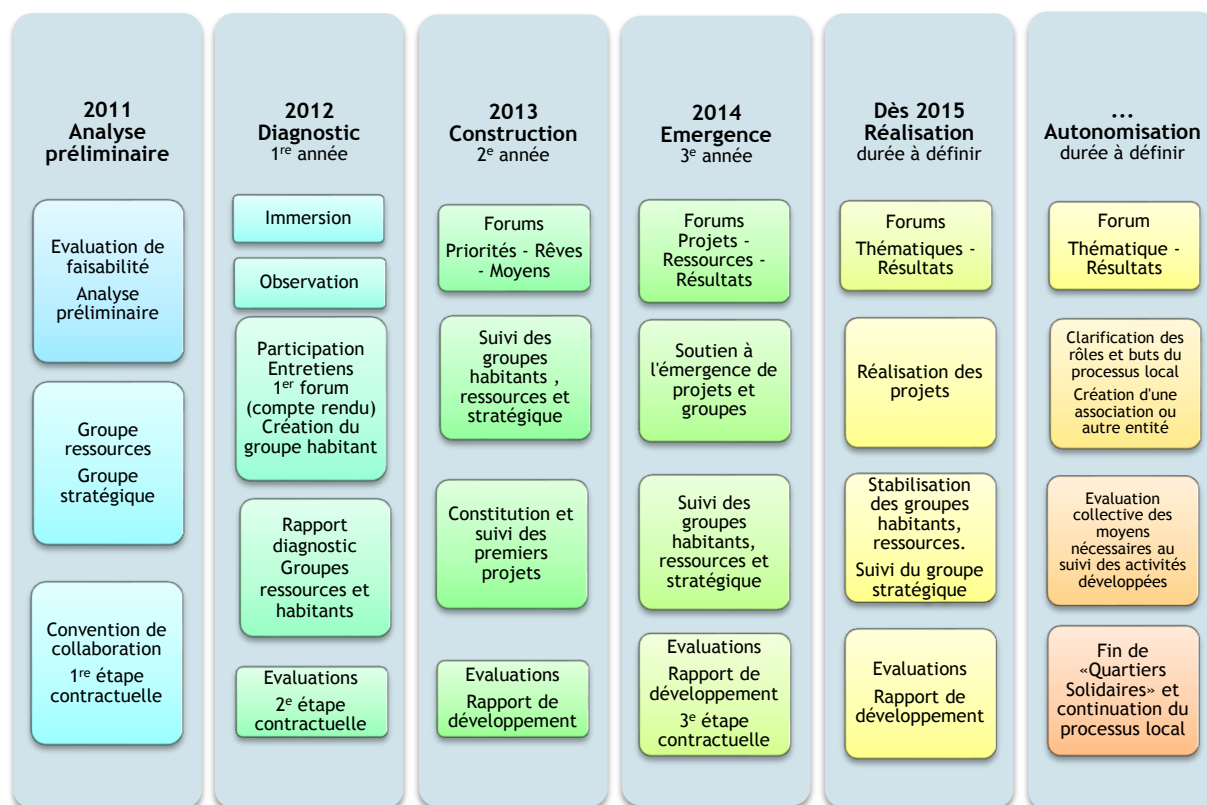 2011
Analyse
préliminaire
Evaluation de
faisabilité
Analyse
préliminaire
Groupe
ressources
Groupe
stratégique
Convention de
collaboration
1re étape
contractuelle
2012
Diagnostic
1re année
Immersion
Observation
Participation
Entretiens
1er forum
(compte rendu)
Création du
groupe habitant
Rapport
diagnostic
Groupes
ressources et
habitants
Evaluations
2e étape
contractuelle
2013
Construction
2e année
Forums
Priorités - Rêves
- Moyens
Suivi des
groupes
habitants ,
ressources et
stratégique
Constitution et
suivi des
premiers
projets
Evaluations
Rapport de
développement
2014
Emergence
3e année
Forums
Projets -
Ressources -
Résultats
Soutien à
l'émergence de
projets et
groupes
Suivi des
groupes
habitants,
ressources et
stratégique
Evaluations
Rapport de
développement
3e étape
contractuelle
Dès 2015
Réalisation
durée à définir
Forums
Thématiques -
Résultats
Réalisation des
projets
Stabilisation
des groupes
habitants,
ressources.
Suivi du groupe
stratégique
Evaluations
Rapport de
développement
...
Autonomisation
durée à définir
Forum
Thématique -
Résultats
Clarification des
rôles et buts du
processus local
Création d'une
association ou
autre entité
Evaluation
collective des
moyens
nécessaires au
suivi des activités
développées
Fin de
«Quartiers
Solidaires» et
continuation du
processus local